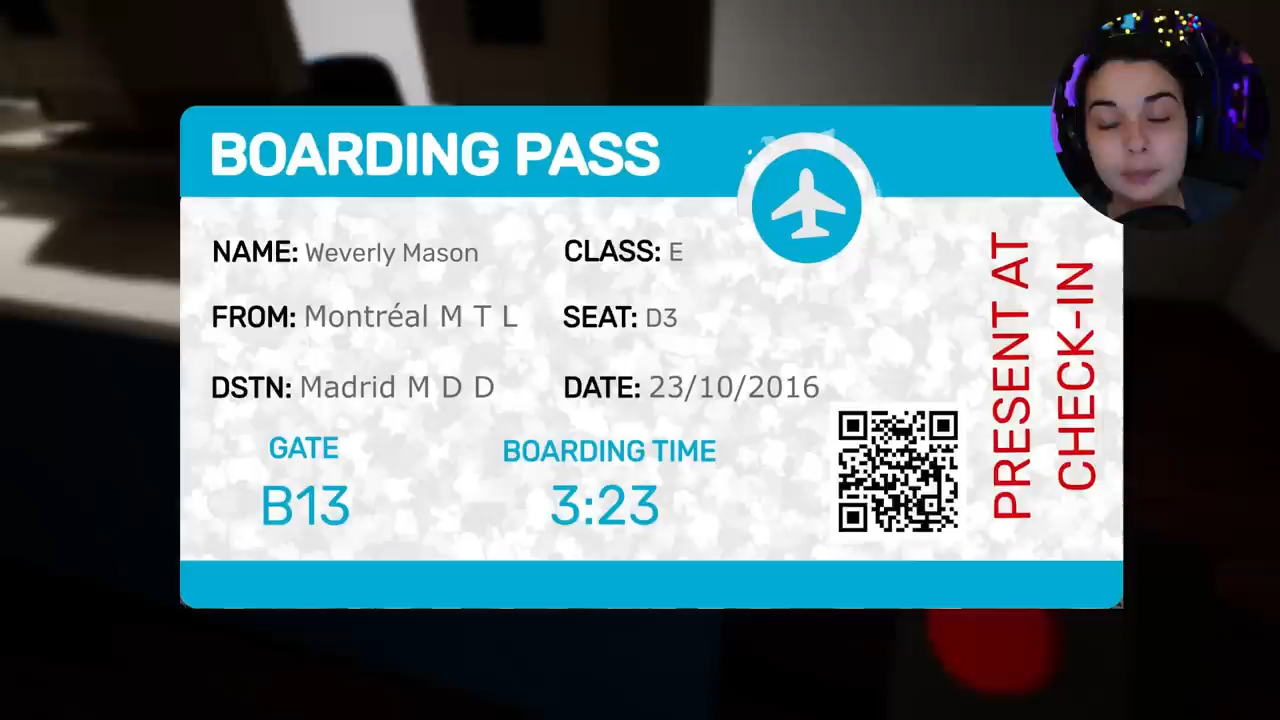 BOARDING PASS
NAME: Weverly Mason
CLASS: E
FROM: Montréal M T L
SEAT: D3
DSTN: Madrid M D D
DATE: 23/10/2016
GATE
BOARDING TIME
B13
3:23
PRESENT AT
CHECK-IN